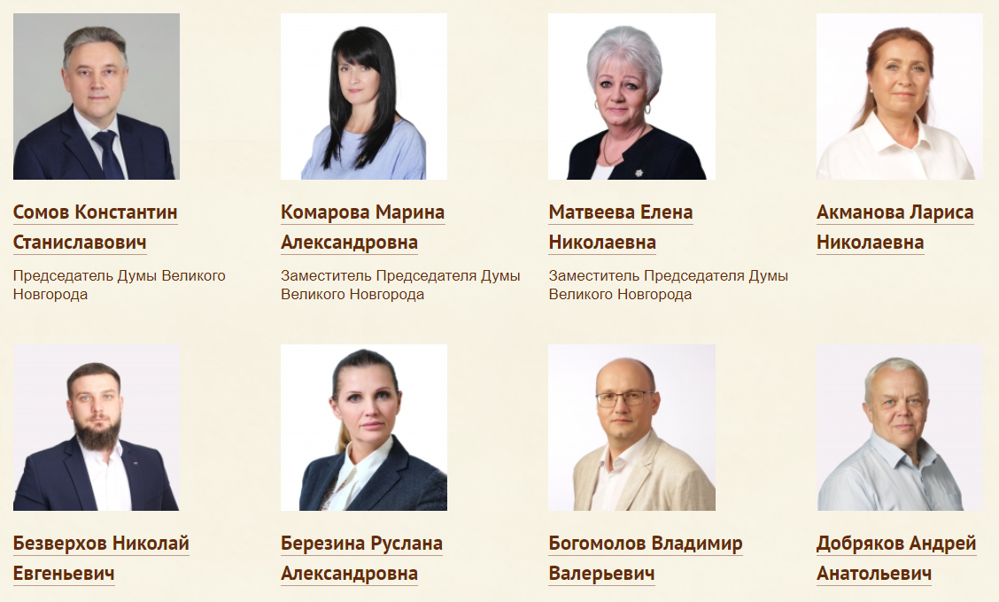 Сомов Константин
Станиславович
Председатель Думы Великого
Новгорода
Комарова Марина
Александровна
Заместитель Председателя Думы
Великого Новгорода
Матвеева Елена
Николаевна
Заместитель Председателя Думы
Великого Новгорода
Акманова Лариса
Николаевна
Безверхов Николай
Евгеньевич
Березина Руслана
Александровна
Богомолов Владимир
Валерьевич
Добряков Андрей
Анатольевич